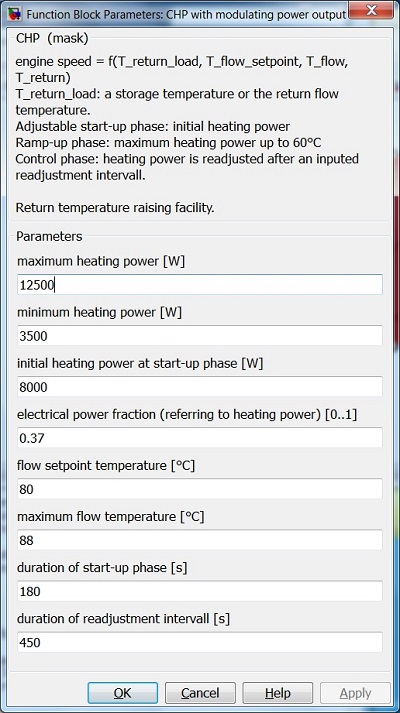 Function Block Parameters: CHP with modulating power output
CHP (mask)
engine speed = f(T_return_load, T_flow_setpoint, T_flow,
T_return)
T_return_load: a storage temperature or the return flow
temperature.
Adjustable start-up phase: initial heating power
Ramp-up phase: maximum heating power up to 60°C
Control phase: heating power is readjusted after an inputed
readjustment intervall.
Return temperature raising facility.
Parameters
maximum heating power [W]
12500
minimum heating power [W]
3500
initial heating power at start-up phase [W]
8000
electrical power fraction (referring to heating power) [0..1]
0.37
flow setpoint temperature [°C]
80
maximum flow temperature [°C]
88
duration of start-up phase [s]
180
duration of readjustment intervall [s]
450
OK Cancel Help Apply